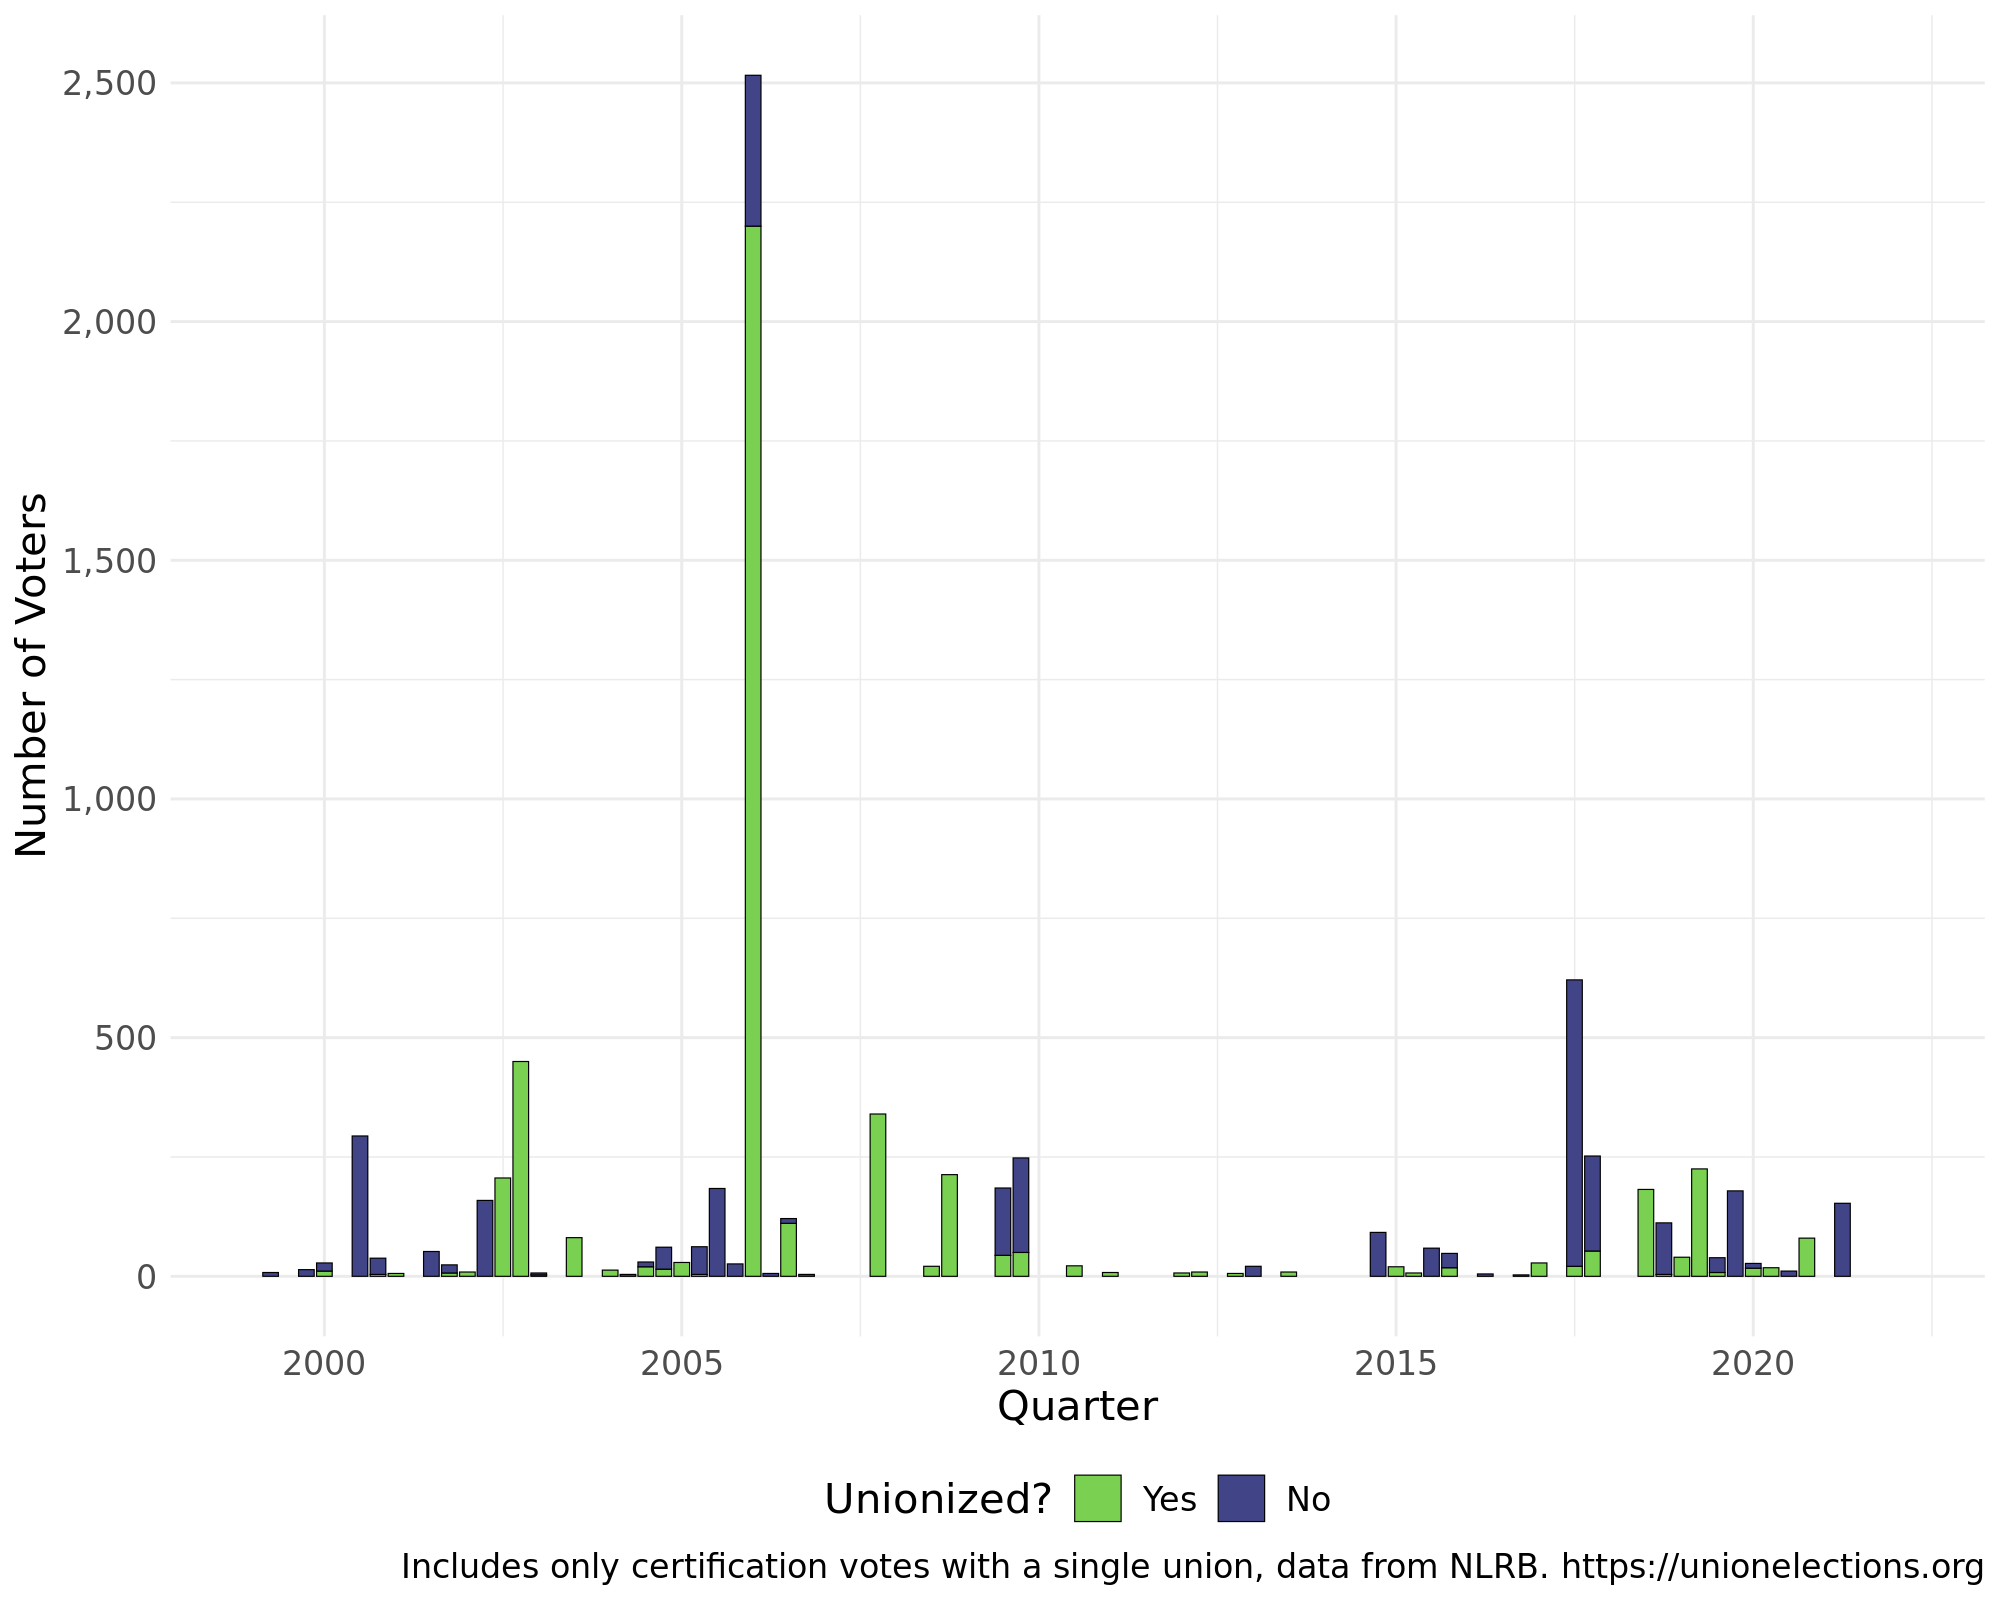 2,500
2,000
1,500
1,000
500
0
Number of Voters
2000 2005 2010 2015 2020
Quarter
Unionized? Yes No
Includes only certification votes with a single union, data from NLRB. https://unionelections.org